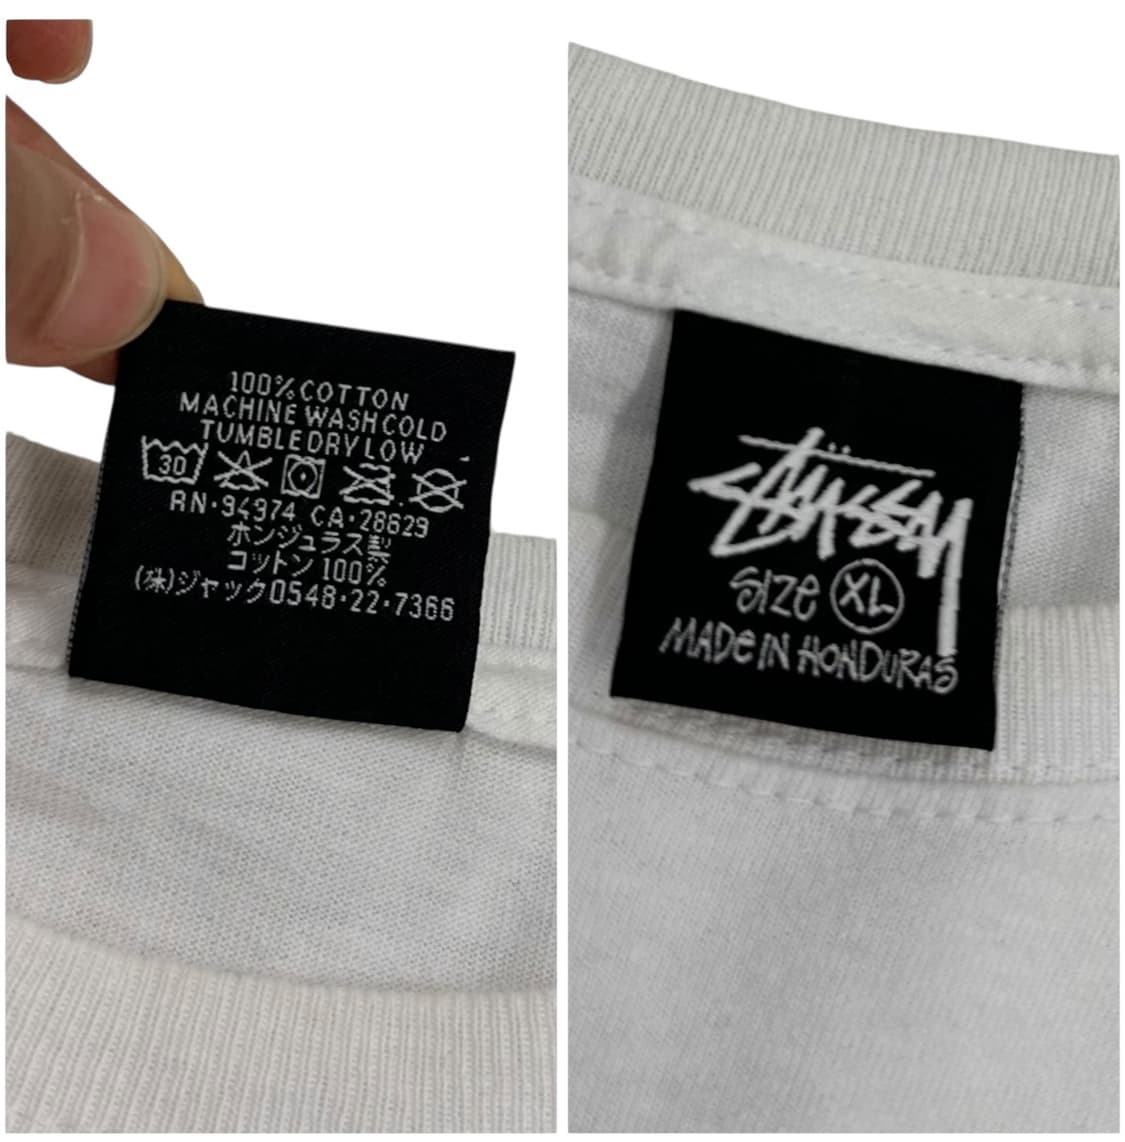 100% COTTON
MACHINE WASH COLD
TUMBLE DRY LOW
30
RN·94974 CA·28629
ホンジュラス製
コットン 100%
(株)ジャック0548·22·7366
STÜSSY
SIZE XL
MADE IN HONDURAS